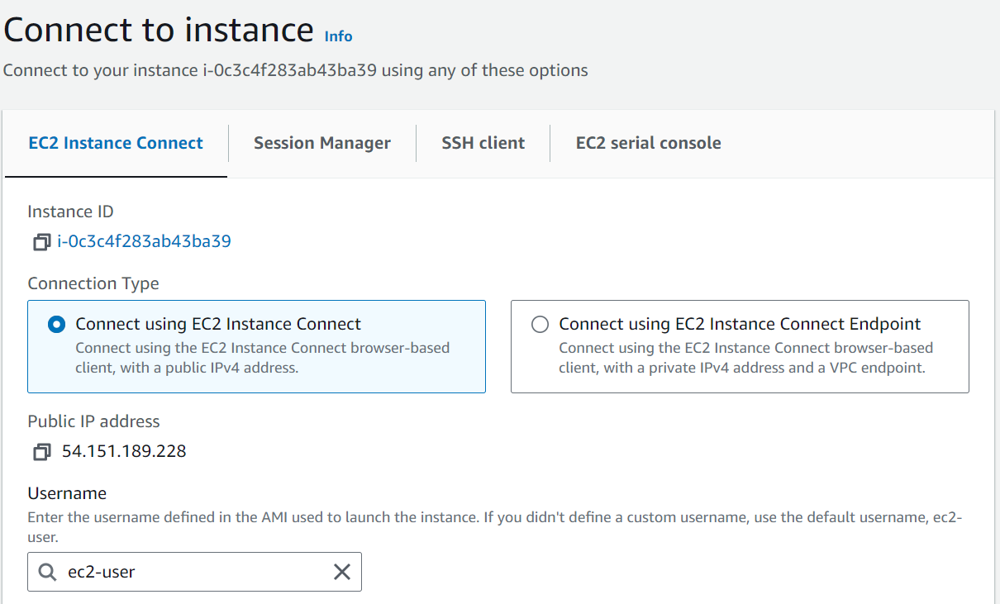 Connect to instance Info
Connect to your instance i-0c3c4f283ab43ba39 using any of these options
EC2 Instance Connect
Session Manager
SSH client
EC2 serial console
Instance ID
i-0c3c4f283ab43ba39
Connection Type
Connect using EC2 Instance Connect
Connect using the EC2 Instance Connect browser-based
client, with a public IPv4 address.
Connect using EC2 Instance Connect Endpoint
Connect using the EC2 Instance Connect browser-based
client, with a private IPv4 address and a VPC endpoint.
Public IP address
54.151.189.228
Username
Enter the username defined in the AMI used to launch the instance. If you didn't define a custom username, use the default username, ec2-
user.
ec2-user